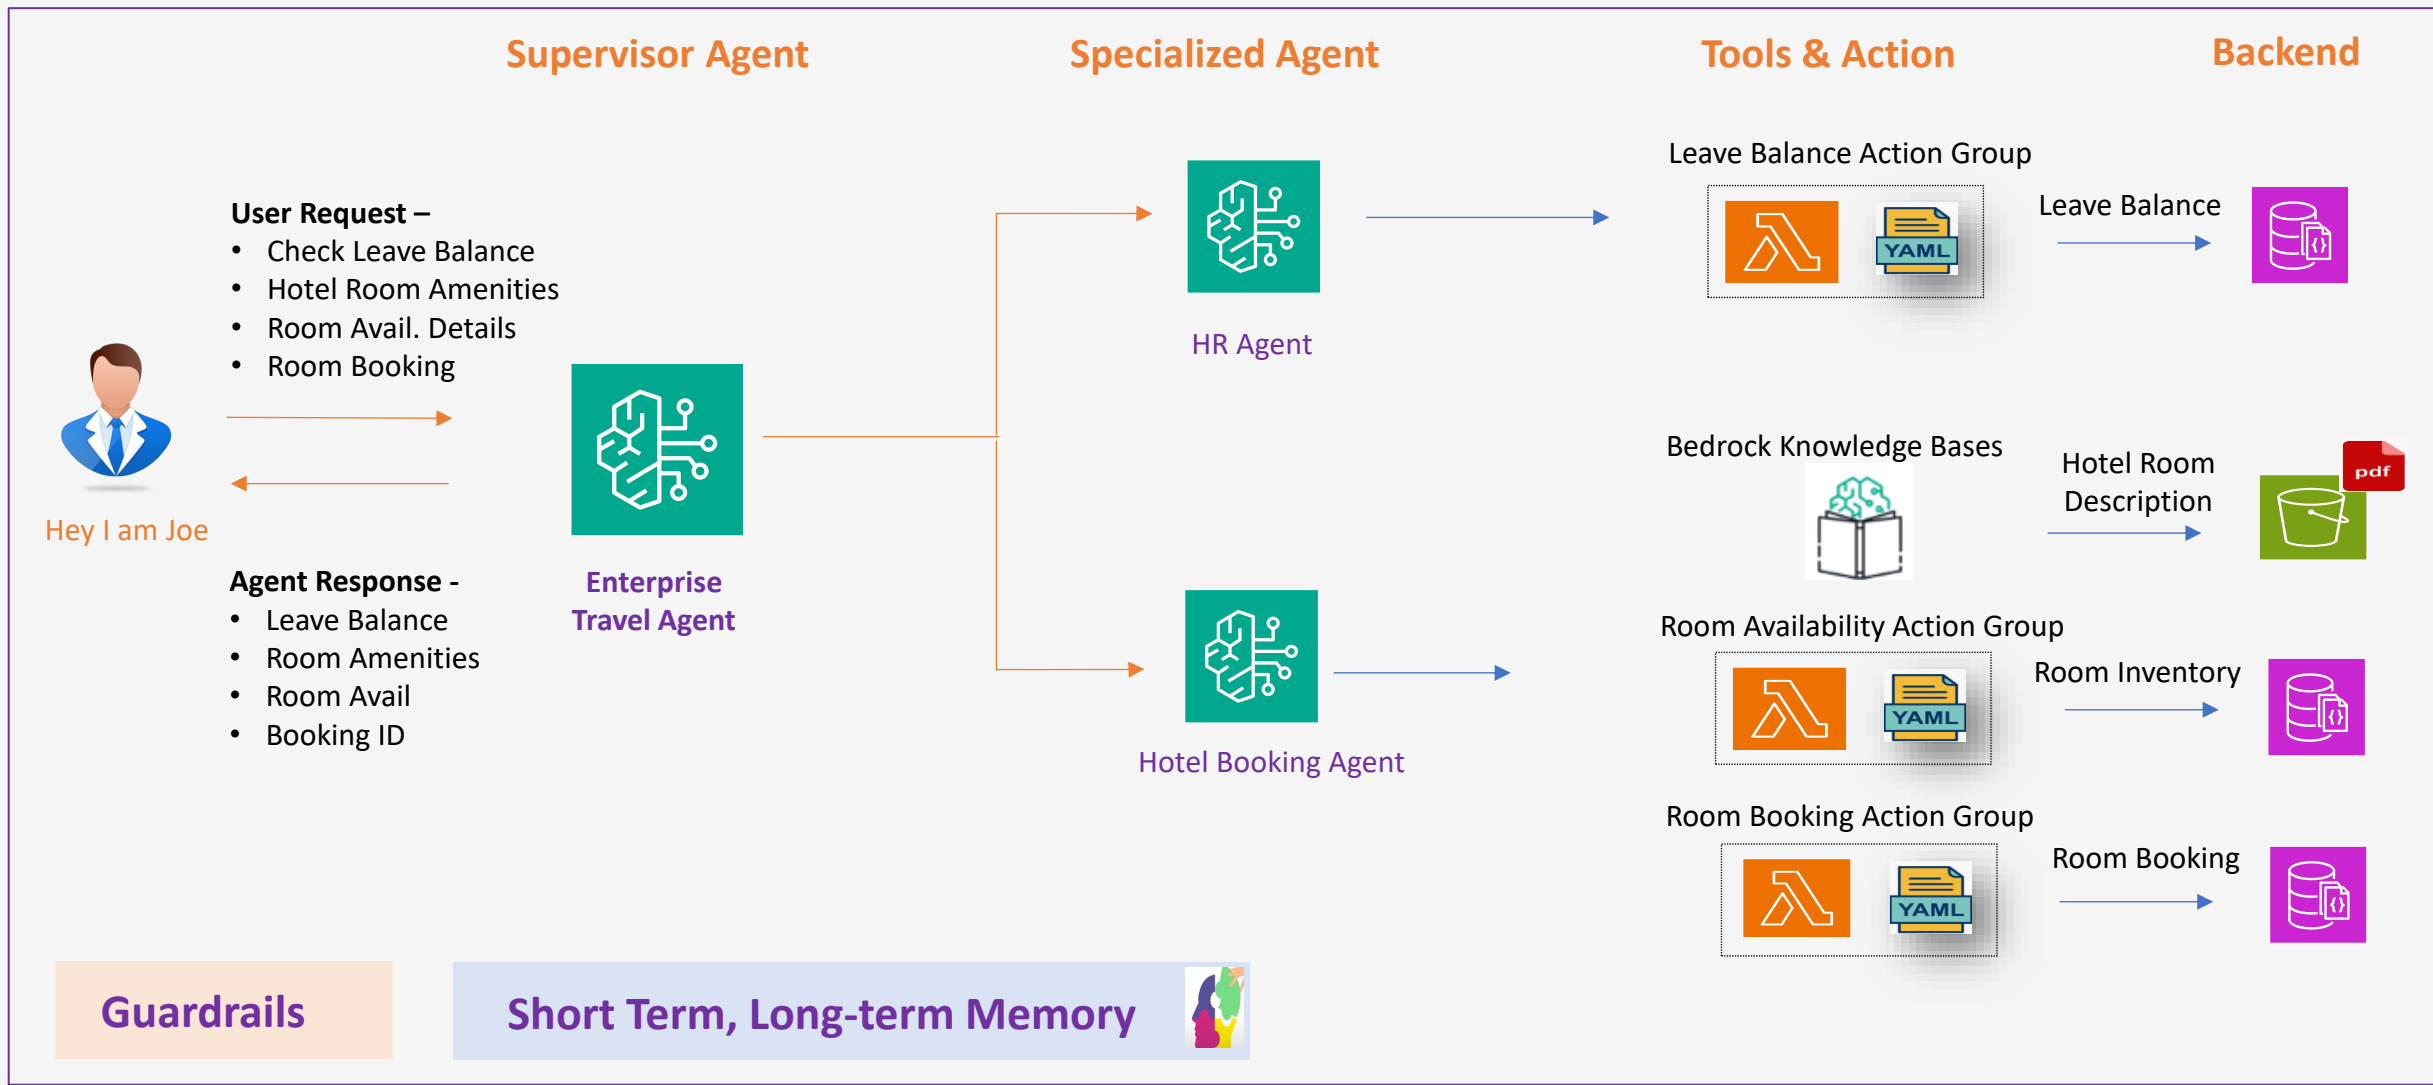 Supervisor Agent
Specialized Agent
Tools & Action
Backend
User Request –
• Check Leave Balance
• Hotel Room Amenities
• Room Avail. Details
• Room Booking
Hey I am Joe
Agent Response -
• Leave Balance
• Room Amenities
• Room Avail
• Booking ID
Enterprise
Travel Agent
HR Agent
Hotel Booking Agent
Leave Balance Action Group
YAML
Leave Balance
{}
Bedrock Knowledge Bases
Hotel Room
Description
pdf
Room Availability Action Group
YAML
Room Inventory
{}
Room Booking Action Group
YAML
Room Booking
{}
Guardrails
Short Term, Long-term Memory